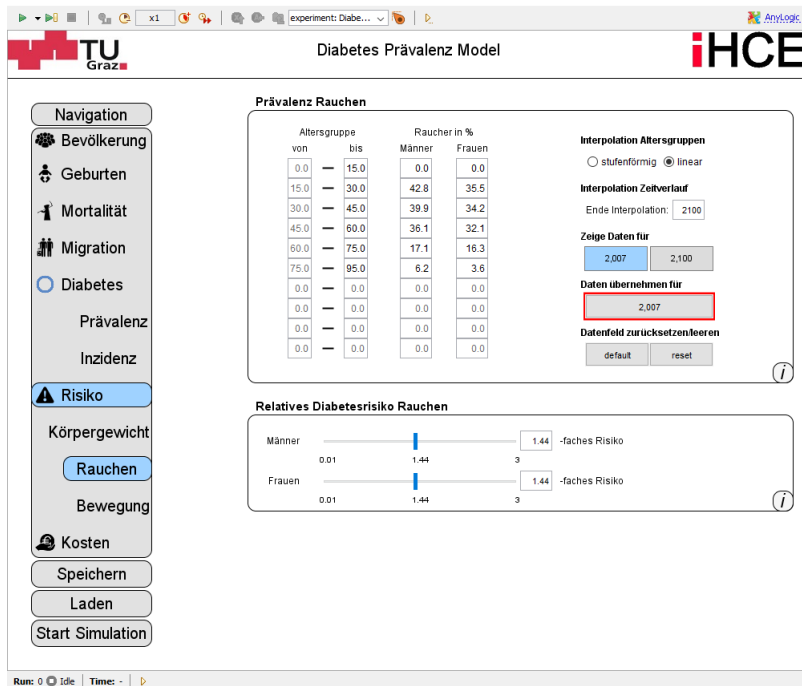 x1 experiment: Diabe... AnyLogic
TU Graz
Diabetes Prävalenz Model
iHCE
Navigation
Bevölkerung
Geburten
Mortalität
Migration
Diabetes
Prävalenz
Inzidenz
Risiko
Körpergewicht
Rauchen
Bewegung
Kosten
Speichern
Laden
Start Simulation
Prävalenz Rauchen
Altersgruppe Raucher in %
von bis Männer Frauen
0.0 — 15.0 0.0 0.0
15.0 — 30.0 42.8 35.5
30.0 — 45.0 39.9 34.2
45.0 — 60.0 36.1 32.1
60.0 — 75.0 17.1 16.3
75.0 — 95.0 6.2 3.6
0.0 — 0.0 0.0 0.0
0.0 — 0.0 0.0 0.0
0.0 — 0.0 0.0 0.0
0.0 — 0.0 0.0 0.0
Interpolation Altersgruppen
stufenförmig linear
Interpolation Zeitverlauf
Ende Interpolation: 2100
Zeige Daten für
2,007 2,100
Daten übernehmen für
2,007
Datenfeld zurücksetzen/leeren
default reset
i
Relatives Diabetesrisiko Rauchen
Männer 1.44 -faches Risiko
0.01 1.44 3
Frauen 1.44 -faches Risiko
0.01 1.44 3
i
Run: 0 Idle Time: -